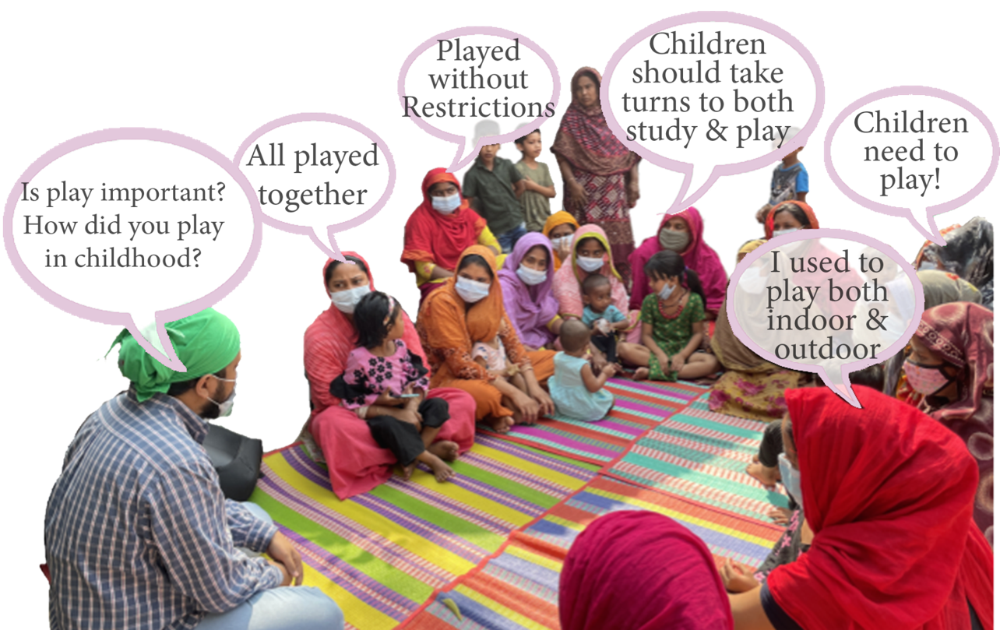 Is play important?
How did you play
in childhood?
All played
together
Played
without
Restrictions
Children
should take
turns to both
study & play
Children
need to
play!
I used to
play both
indoor &
outdoor